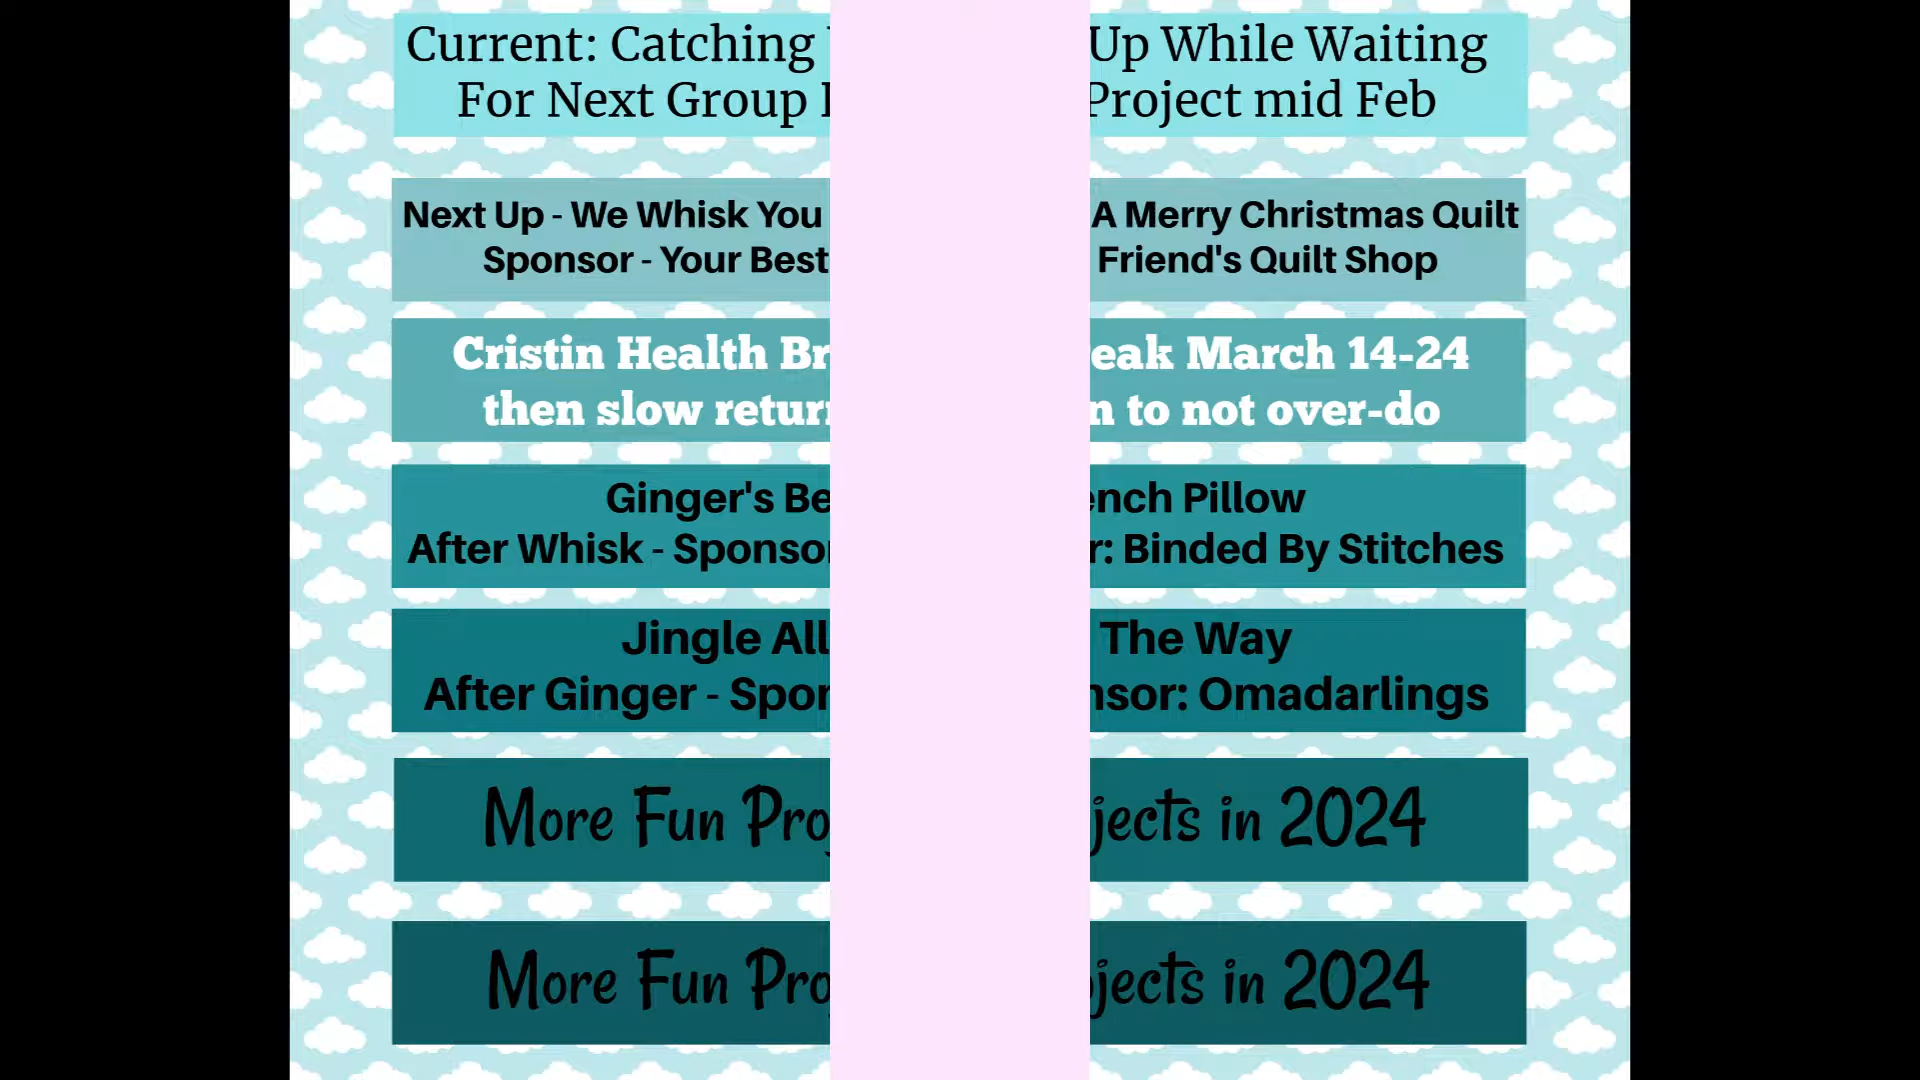 Current: Catching Up While Waiting
For Next Group Project mid Feb
Next Up - We Whisk You A Merry Christmas Quilt
Sponsor - Your Best Friend's Quilt Shop
Cristin Health Break March 14-24
then slow return to not over-do
Ginger's Bench Pillow
After Whisk - Sponsor: Binded By Stitches
Jingle All The Way
After Ginger - Sponsor: Omadarlings
More Fun Projects in 2024
More Fun Projects in 2024